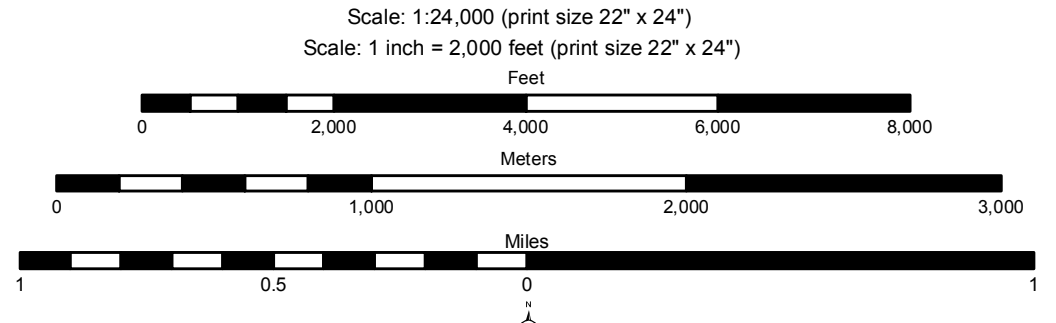 Scale: 1:24,000 (print size 22" x 24")
Scale: 1 inch = 2,000 feet (print size 22" x 24")
Feet
0 2,000 4,000 6,000 8,000
Meters
0 1,000 2,000 3,000
Miles
1 0.5 0 1
N